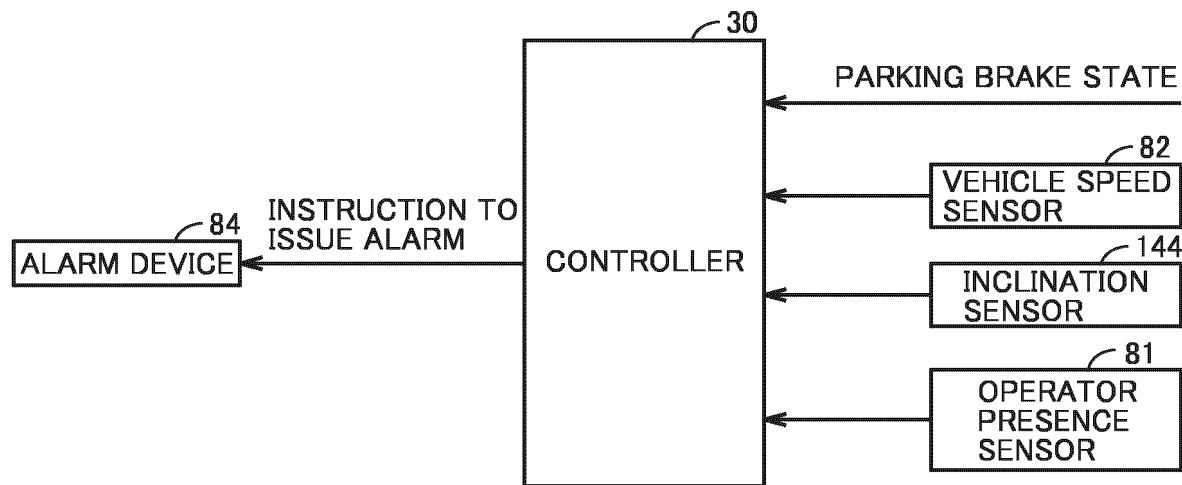 30
PARKING BRAKE STATE
82
VEHICLE SPEED
SENSOR
84
ALARM DEVICE
INSTRUCTION TO
ISSUE ALARM
CONTROLLER
144
INCLINATION
SENSOR
81
OPERATOR
PRESENCE
SENSOR